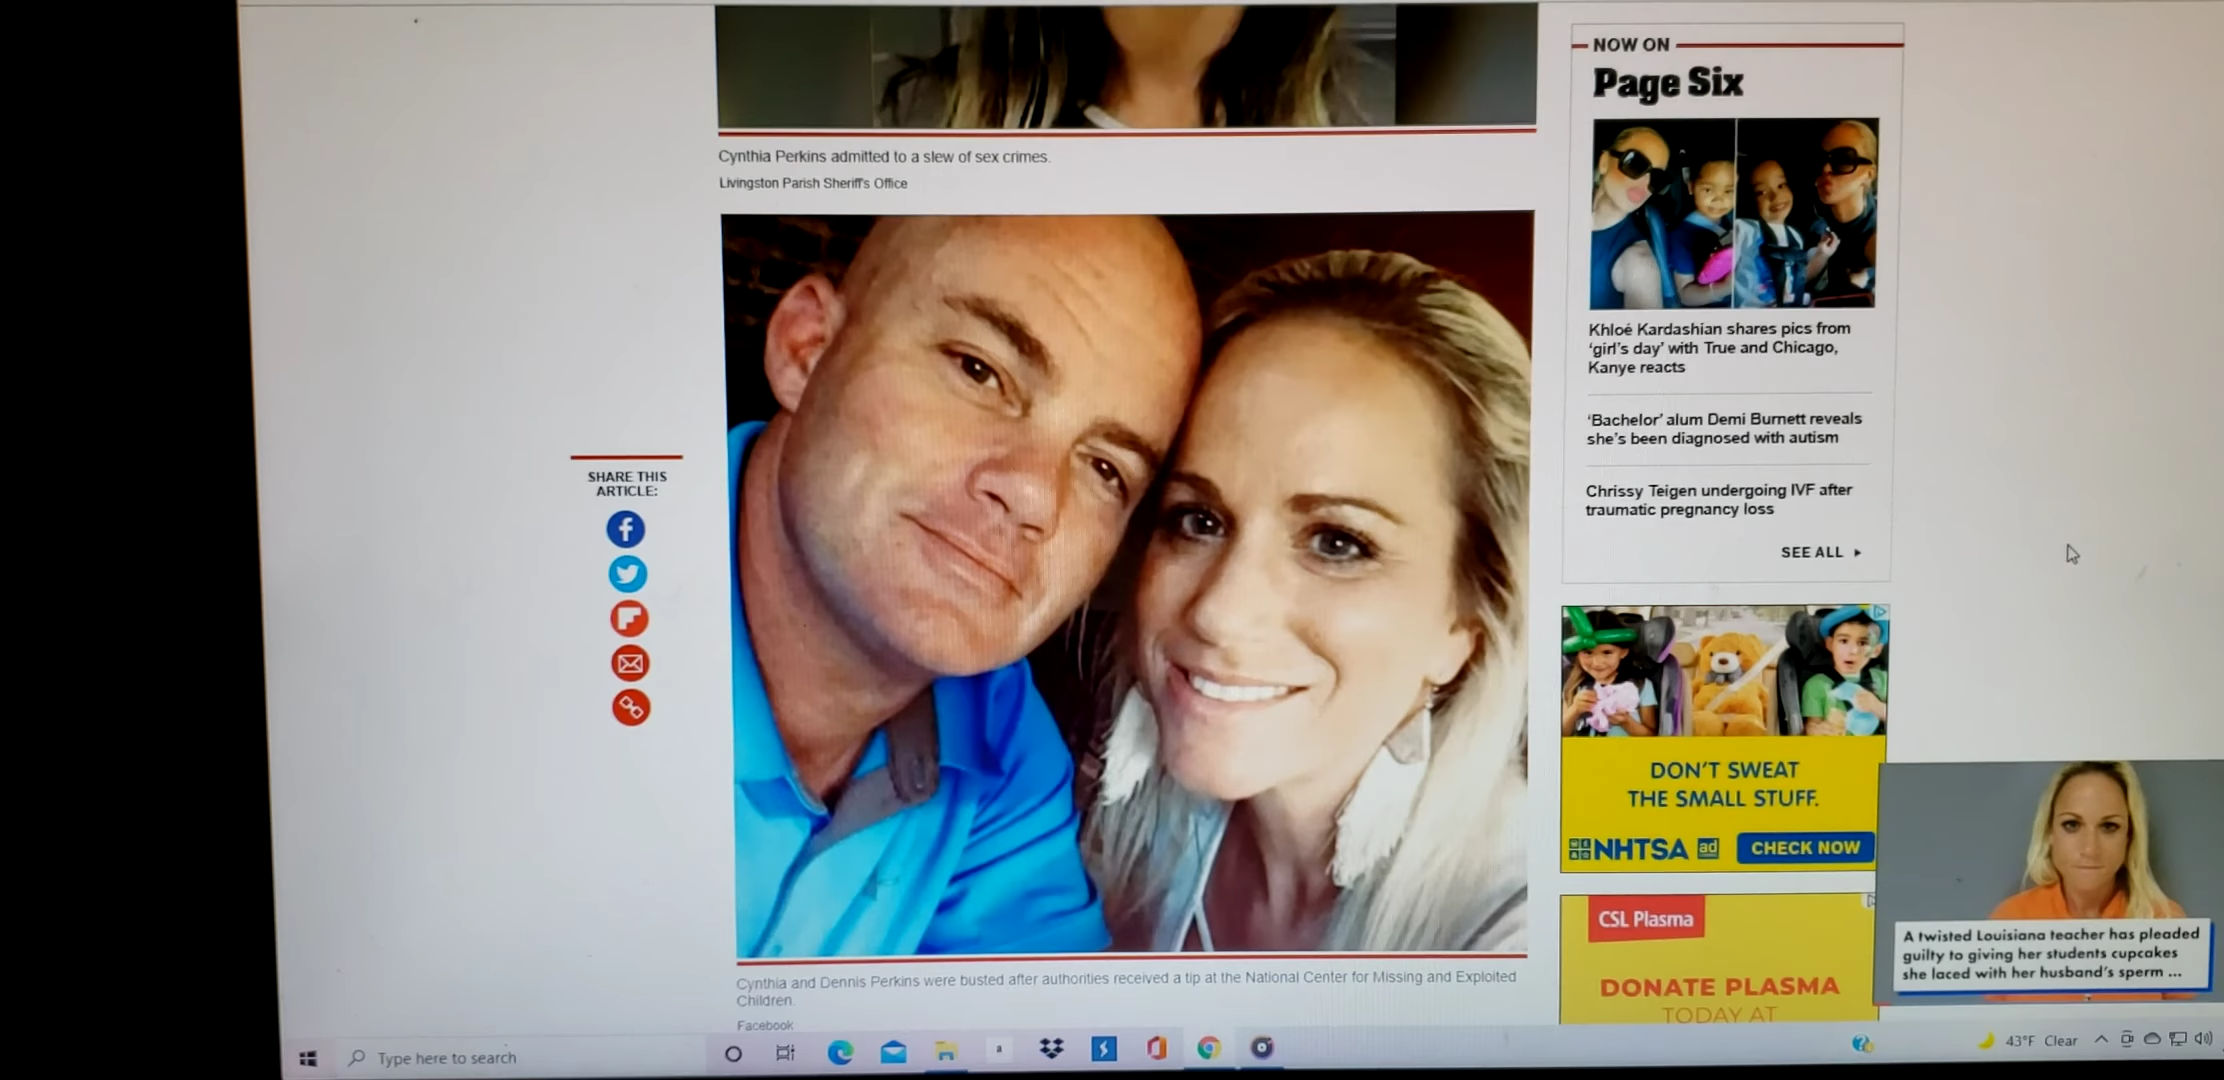 Cynthia Perkins admitted to a slew of sex crimes.
Livingston Parish Sheriff's Office
SHARE THIS
ARTICLE:
Cynthia and Dennis Perkins were busted after authorities received a tip at the National Center for Missing and Exploited
Children.
Facebook
NOW ON
Page Six
Khloé Kardashian shares pics from
‘girl’s day’ with True and Chicago,
Kanye reacts
‘Bachelor’ alum Demi Burnett reveals
she’s been diagnosed with autism
Chrissy Teigen undergoing IVF after
traumatic pregnancy loss
SEE ALL
DON'T SWEAT
THE SMALL STUFF.
NHTSA ad CHECK NOW
CSL Plasma
DONATE PLASMA
TODAY AT
A twisted Louisiana teacher has pleaded
guilty to giving her students cupcakes
she laced with her husband's sperm ...
Type here to search
a
43°F Clear